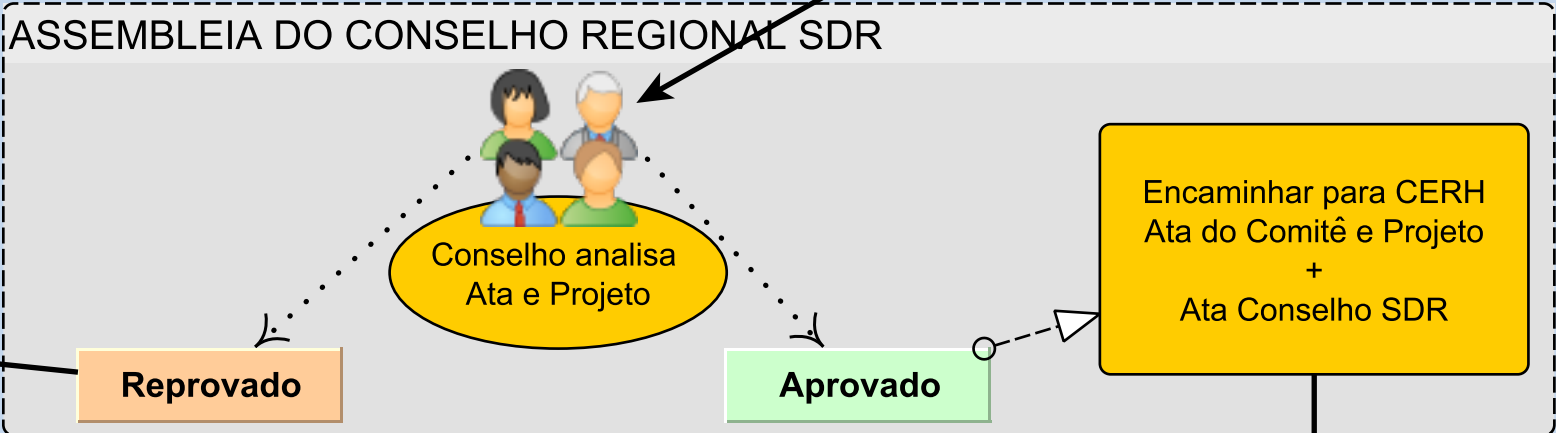 ASSEMBLEIA DO CONSELHO REGIONAL SDR
Conselho analisa
Ata e Projeto
Encaminhar para CERH
Ata do Comitê e Projeto
+
Ata Conselho SDR
Reprovado
Aprovado